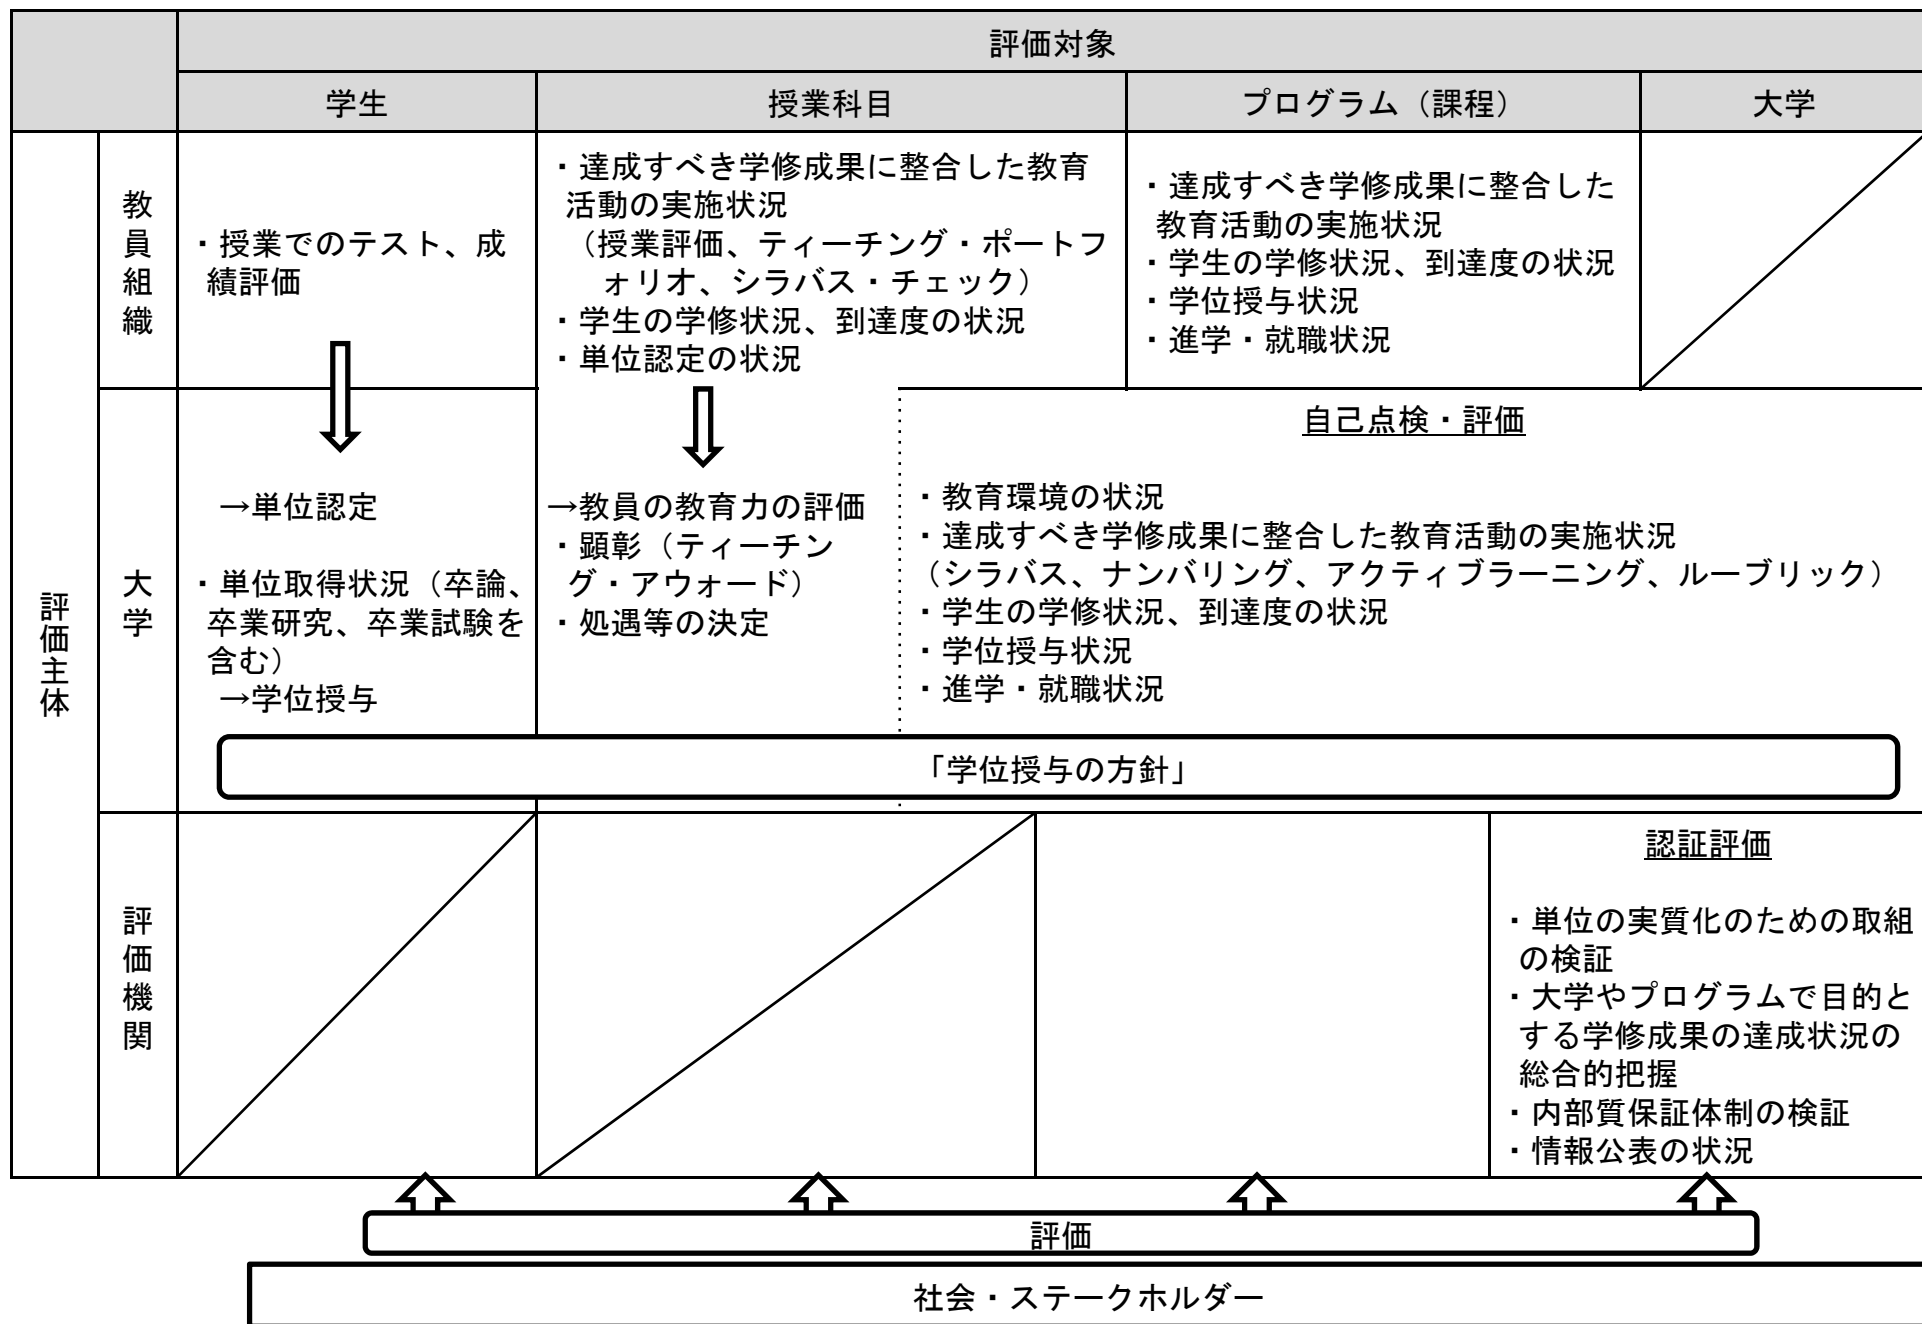 評価対象
学生
授業科目
プログラム（課程）
大学
評価主体
教員組織
・授業でのテスト、成
績評価
・達成すべき学修成果に整合した教育
活動の実施状況
（授業評価、ティーチング・ポートフ
ォリオ、シラバス・チェック）
・学生の学修状況、到達度の状況
・単位認定の状況
・達成すべき学修成果に整合した
教育活動の実施状況
・学生の学修状況、到達度の状況
・学位授与状況
・進学・就職状況
大学
→単位認定
・単位取得状況（卒論、
卒業研究、卒業試験を
含む）
→学位授与
→教員の教育力の評価
・顕彰（ティーチン
グ・アウォード）
・処遇等の決定
自己点検・評価
・教育環境の状況
・達成すべき学修成果に整合した教育活動の実施状況
（シラバス、ナンバリング、アクティブラーニング、ルーブリック）
・学生の学修状況、到達度の状況
・学位授与状況
・進学・就職状況
「学位授与の方針」
評価機関
認証評価
・単位の実質化のための取組
の検証
・大学やプログラムで目的と
する学修成果の達成状況の
総合的把握
・内部質保証体制の検証
・情報公表の状況
評価
社会・ステークホルダー